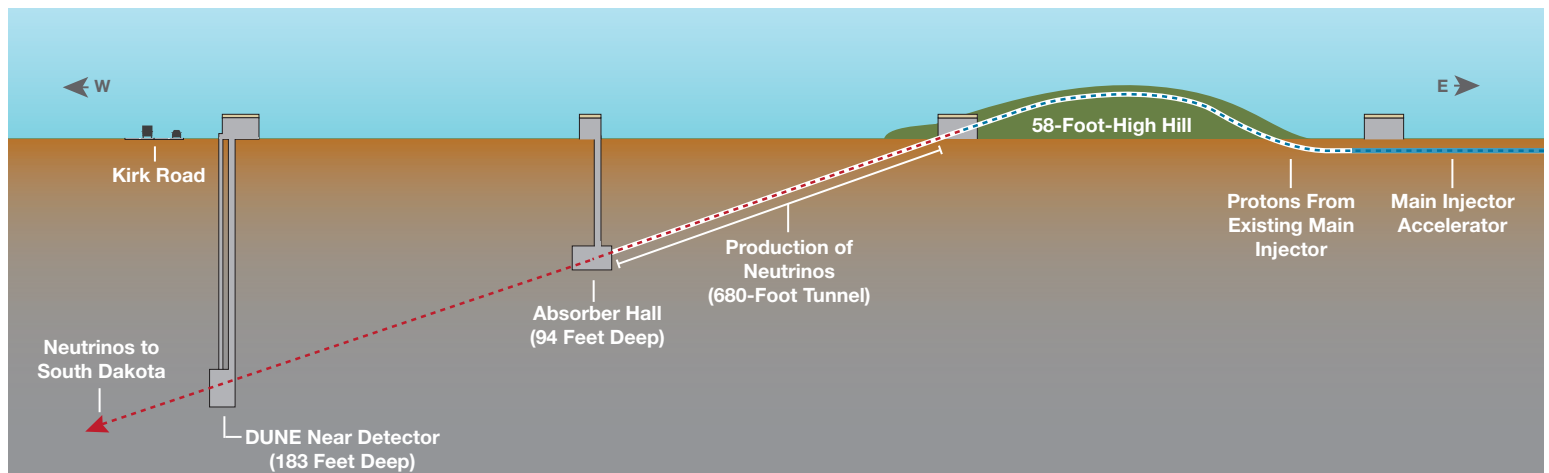 W
E
58-Foot-High Hill
Kirk Road
Protons From
Existing Main
Injector
Main Injector
Accelerator
Production of
Neutrinos
(680-Foot Tunnel)
Absorber Hall
(94 Feet Deep)
Neutrinos to
South Dakota
DUNE Near Detector
(183 Feet Deep)